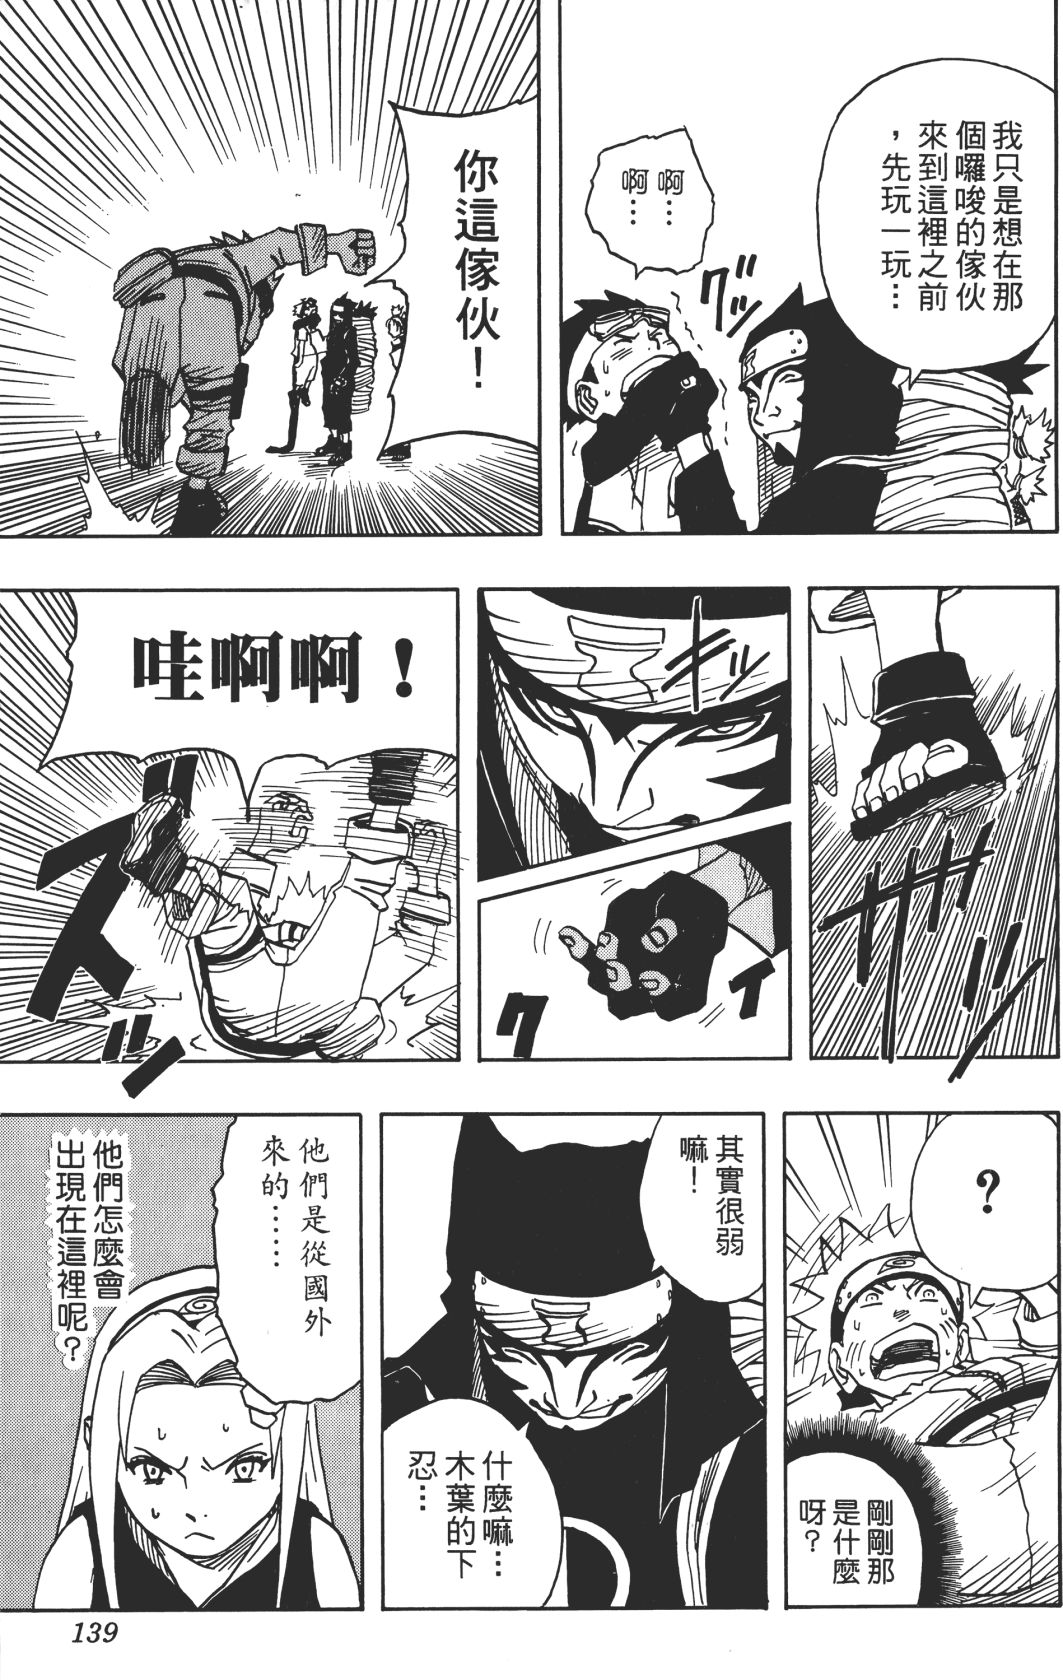 我只是想在那
個囉唆的傢伙
來到這裡之前
，先玩一玩…
啊…
啊…
グッ
你這傢伙！
ザザッ
キッ
クイ
哇啊啊！
ドガッ
？
剛剛那
是什麼
呀？
其實很弱
嘛！
什麼嘛…
木葉的下
忍…
他們是從國外
來的……
他們怎麼會
出現在這裡呢？
139